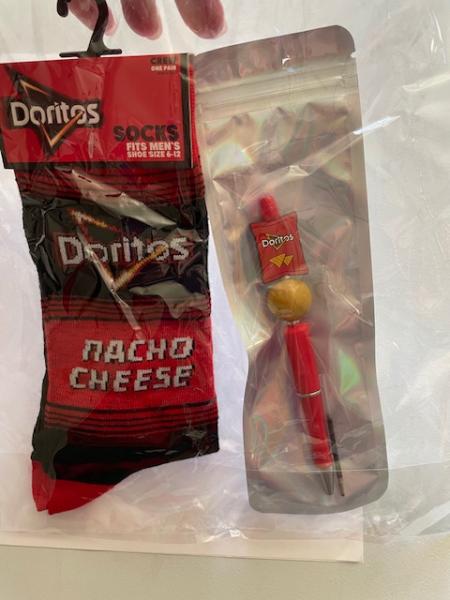 CREW
ONE PAIR
Doritos
SOCKS
FITS MEN'S
SHOE SIZE 6-12
Doritos
NACHO
CHEESE
Doritos